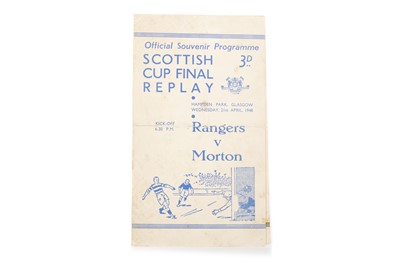 Official Souvenir Programme
SCOTTISH
CUP FINAL
REPLAY
3D
HAMPDEN PARK, GLASGOW
WEDNESDAY, 21st APRIL, 1948
KICK-OFF
6.30 P.M.
Rangers
v
Morton